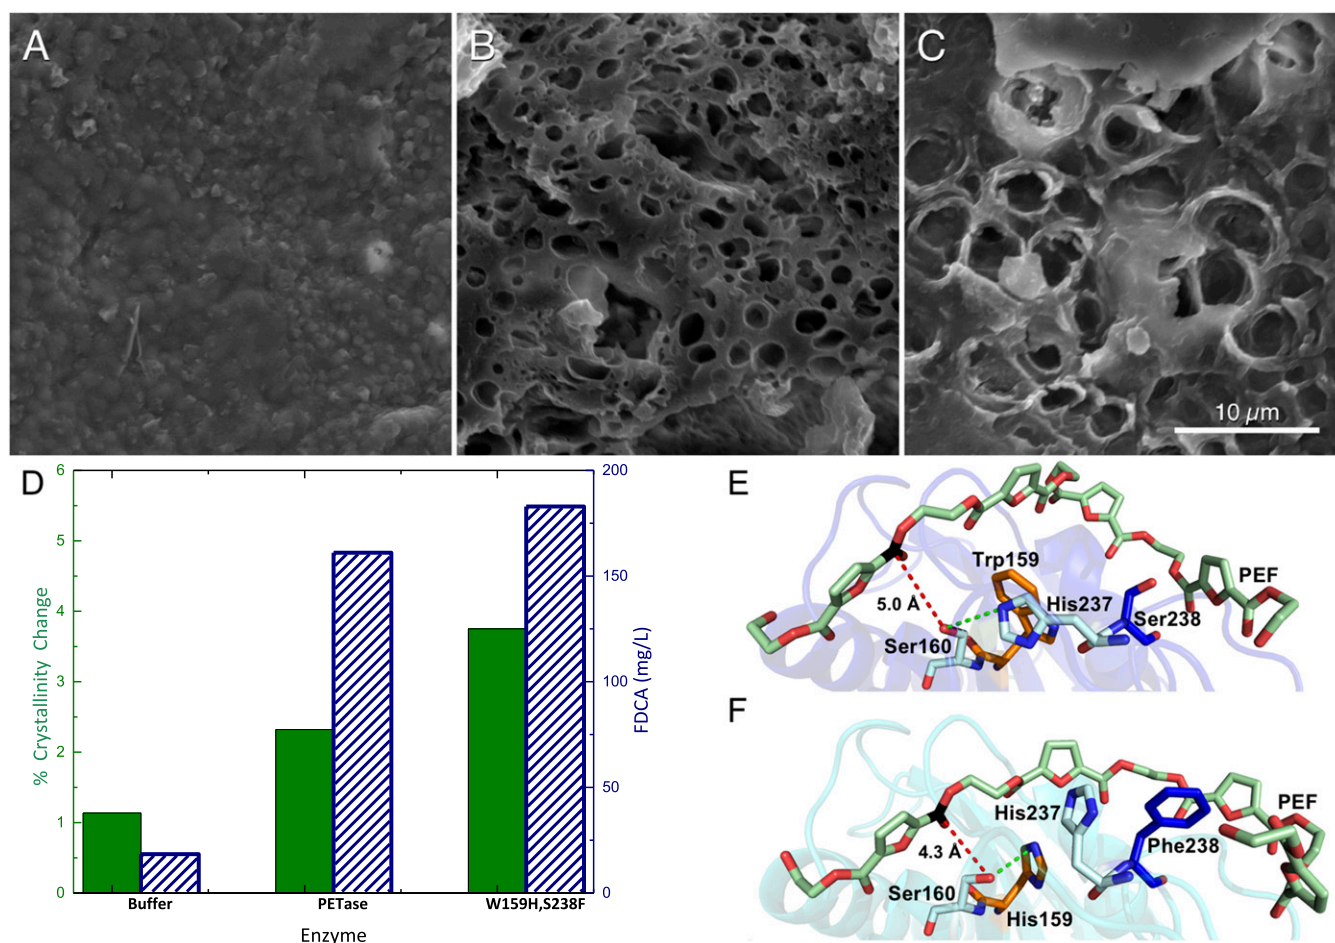 A
B
C
10 µm
D
6
5
4
3
2
1
0
% Crystallinity Change
200
150
100
50
0
FDCA (mg/L)
Buffer
PETase
W159H,S238F
Enzyme
E
Trp159
PEF
5.0 Å
His237
Ser238
Ser160
F
His237
PEF
4.3 Å
Phe238
Ser160
His159